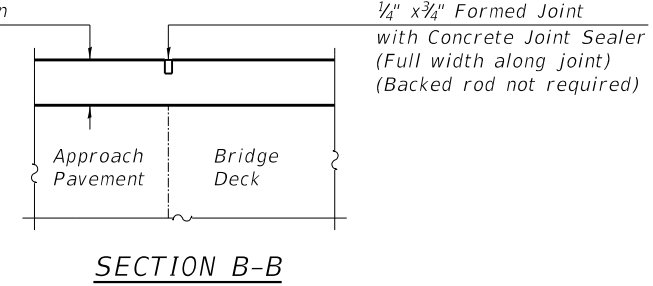 n
¼" x¾" Formed Joint
with Concrete Joint Sealer
(Full width along joint)
(Backed rod not required)
Approach
Pavement
Bridge
Deck
SECTION B-B